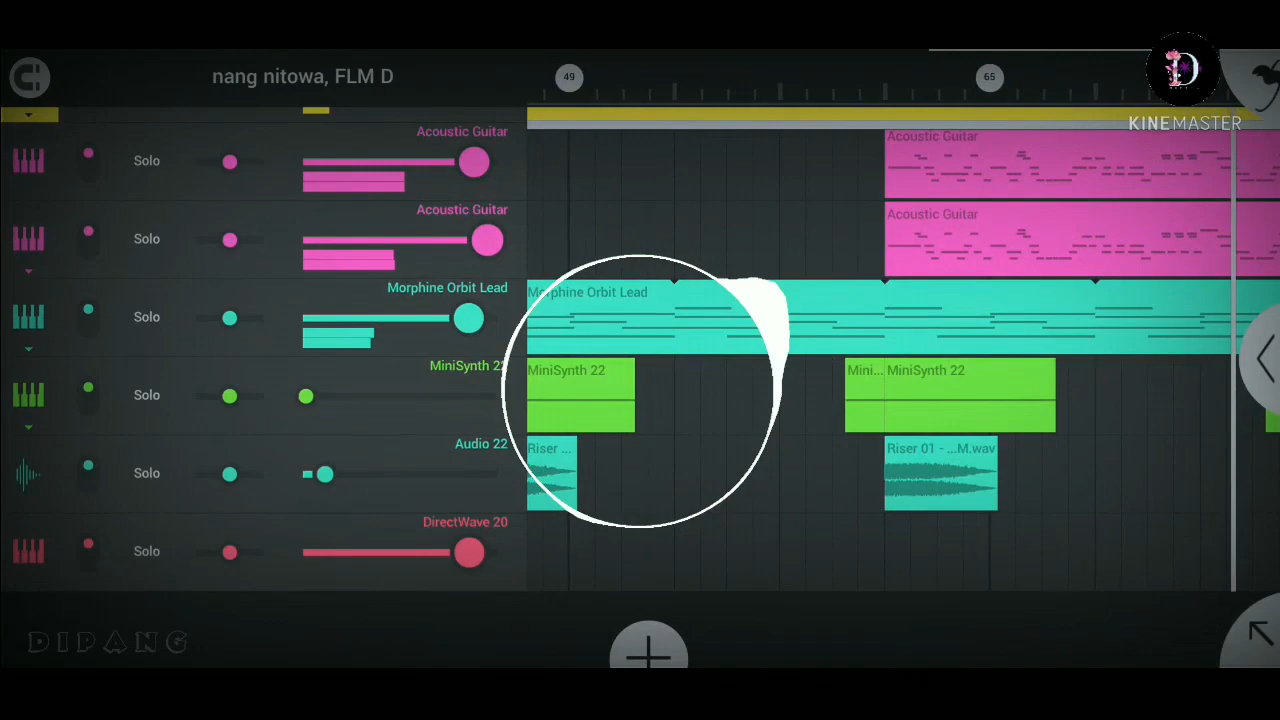 nang nitowa, FLM D
49
65
D
KINEMASTER
Acoustic Guitar
Solo
Acoustic Guitar
Acoustic Guitar
Solo
Acoustic Guitar
Morphine Orbit Lead
Solo
Morphine Orbit Lead
MiniSynth 22
Solo
MiniSynth 22
Mini... MiniSynth 22
Audio 22
Solo
Riser ...
Riser 01 - ...M.wav
DirectWave 20
Solo
DIPANG